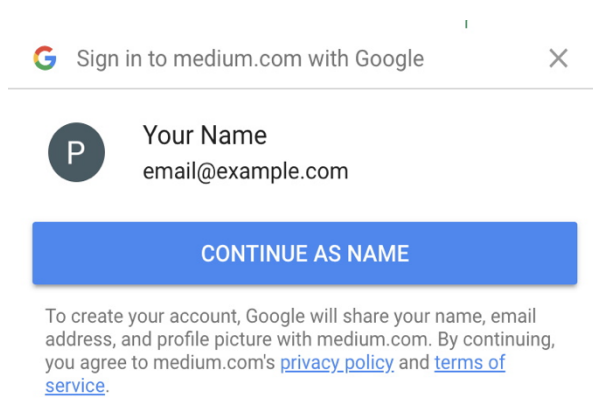 Sign in to medium.com with Google
P
Your Name
email@example.com
CONTINUE AS NAME
To create your account, Google will share your name, email
address, and profile picture with medium.com. By continuing,
you agree to medium.com's privacy policy and terms of
service.